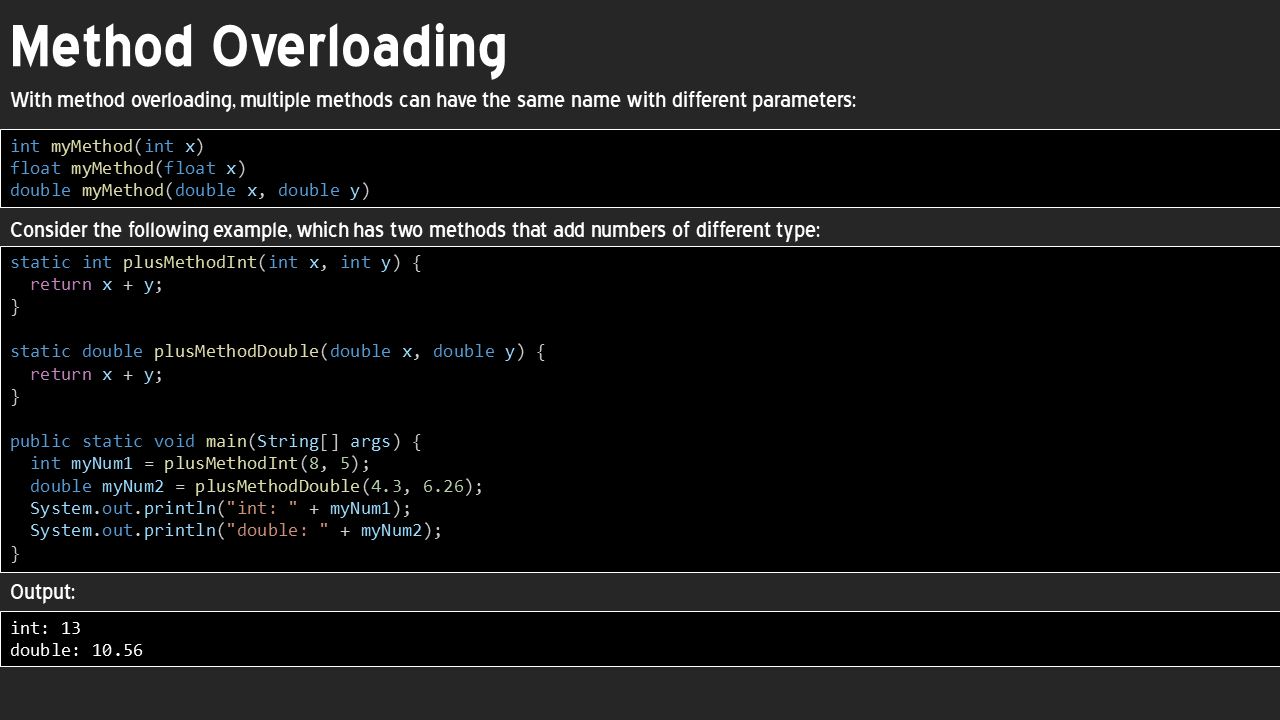 Method Overloading
With method overloading, multiple methods can have the same name with different parameters:
int myMethod(int x)
float myMethod(float x)
double myMethod(double x, double y)
Consider the following example, which has two methods that add numbers of different type:
static int plusMethodInt(int x, int y) {
  return x + y;
}

static double plusMethodDouble(double x, double y) {
  return x + y;
}

public static void main(String[] args) {
  int myNum1 = plusMethodInt(8, 5);
  double myNum2 = plusMethodDouble(4.3, 6.26);
  System.out.println("int: " + myNum1);
  System.out.println("double: " + myNum2);
}
Output:
int: 13
double: 10.56